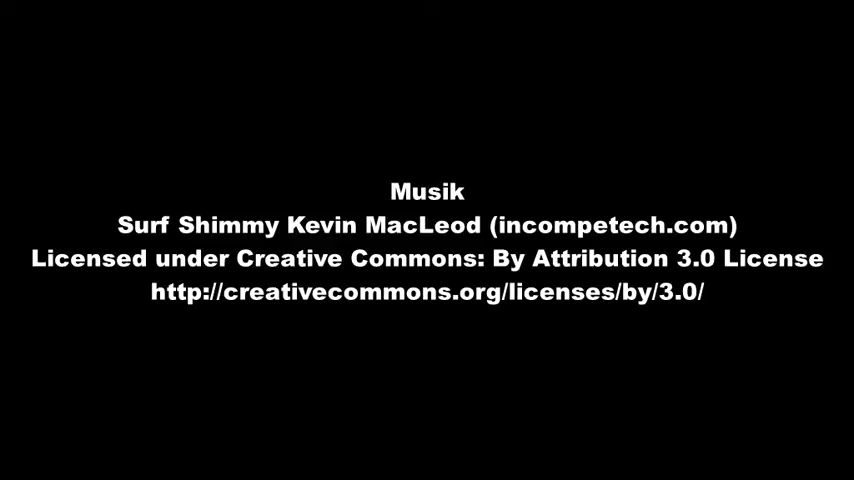 Musik
Surf Shimmy Kevin MacLeod (incompetech.com)
Licensed under Creative Commons: By Attribution 3.0 License
http://creativecommons.org/licenses/by/3.0/